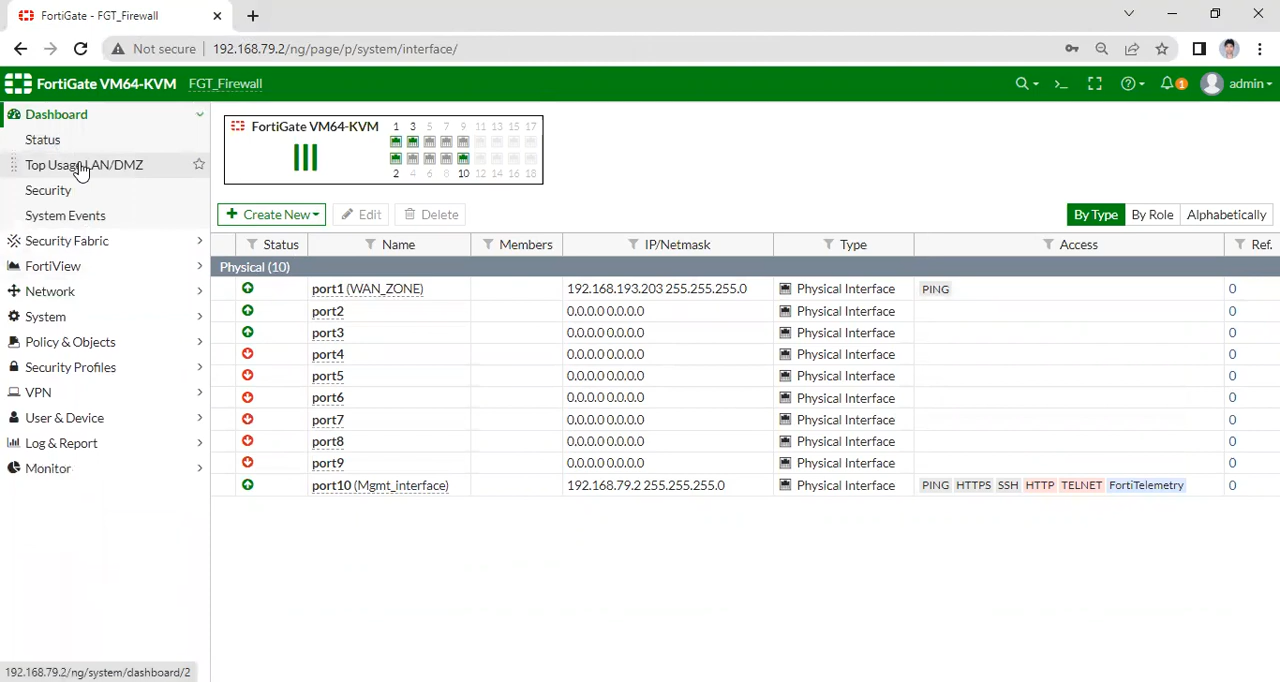 FortiGate - FGT_Firewall
Not secure 192.168.79.2/ng/page/p/system/interface/
FortiGate VM64-KVM FGT_Firewall 1 admin
Dashboard
Status
Top Usage LAN/DMZ
Security
System Events
Security Fabric
FortiView
Network
System
Policy & Objects
Security Profiles
VPN
User & Device
Log & Report
Monitor
FortiGate VM64-KVM
1 3 5 7 9 11 13 15 17
2 4 6 8 10 12 14 16 18
Create New Edit Delete By Type By Role Alphabetically
Status Name Members IP/Netmask Type Access Ref.
Physical (10)
port1 (WAN_ZONE) 192.168.193.203 255.255.255.0 Physical Interface PING 0
port2 0.0.0.0 0.0.0.0 Physical Interface 0
port3 0.0.0.0 0.0.0.0 Physical Interface 0
port4 0.0.0.0 0.0.0.0 Physical Interface 0
port5 0.0.0.0 0.0.0.0 Physical Interface 0
port6 0.0.0.0 0.0.0.0 Physical Interface 0
port7 0.0.0.0 0.0.0.0 Physical Interface 0
port8 0.0.0.0 0.0.0.0 Physical Interface 0
port9 0.0.0.0 0.0.0.0 Physical Interface 0
port10 (Mgmt_interface) 192.168.79.2 255.255.255.0 Physical Interface PING HTTPS SSH HTTP TELNET FortiTelemetry 0
192.168.79.2/ng/system/dashboard/2